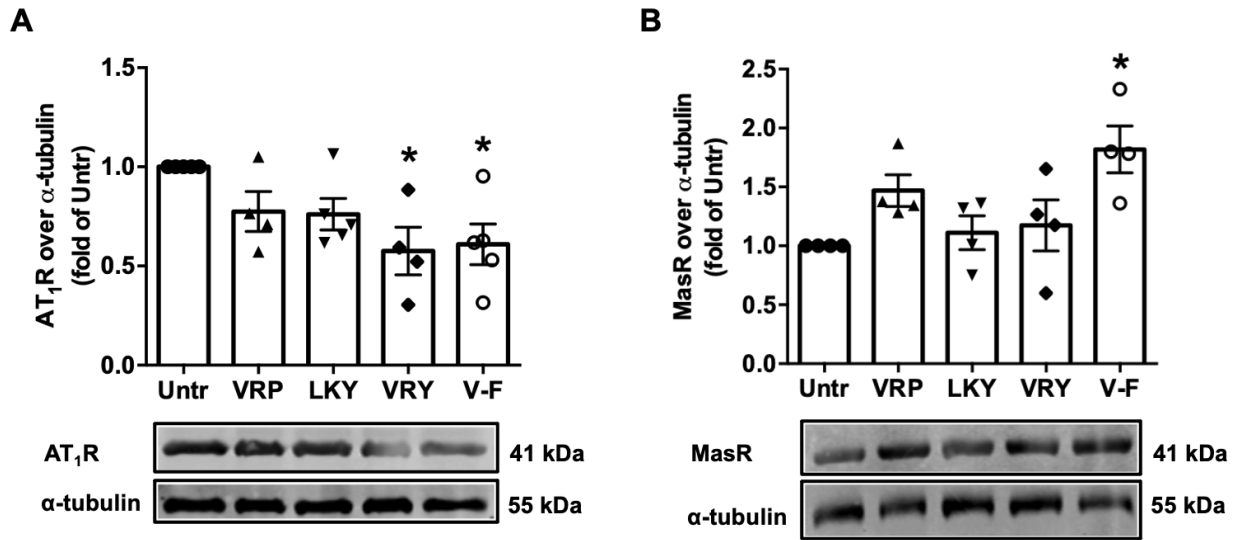 A
AT₁R over α-tubulin
(fold of Untr)
1.5
1.0
0.5
0.0
*
*
Untr VRP LKY VRY V-F
AT₁R
41 kDa
α-tubulin
55 kDa
B
MasR over α-tubulin
(fold of Untr)
2.5
2.0
1.5
1.0
0.5
0.0
*
Untr VRP LKY VRY V-F
MasR
41 kDa
α-tubulin
55 kDa